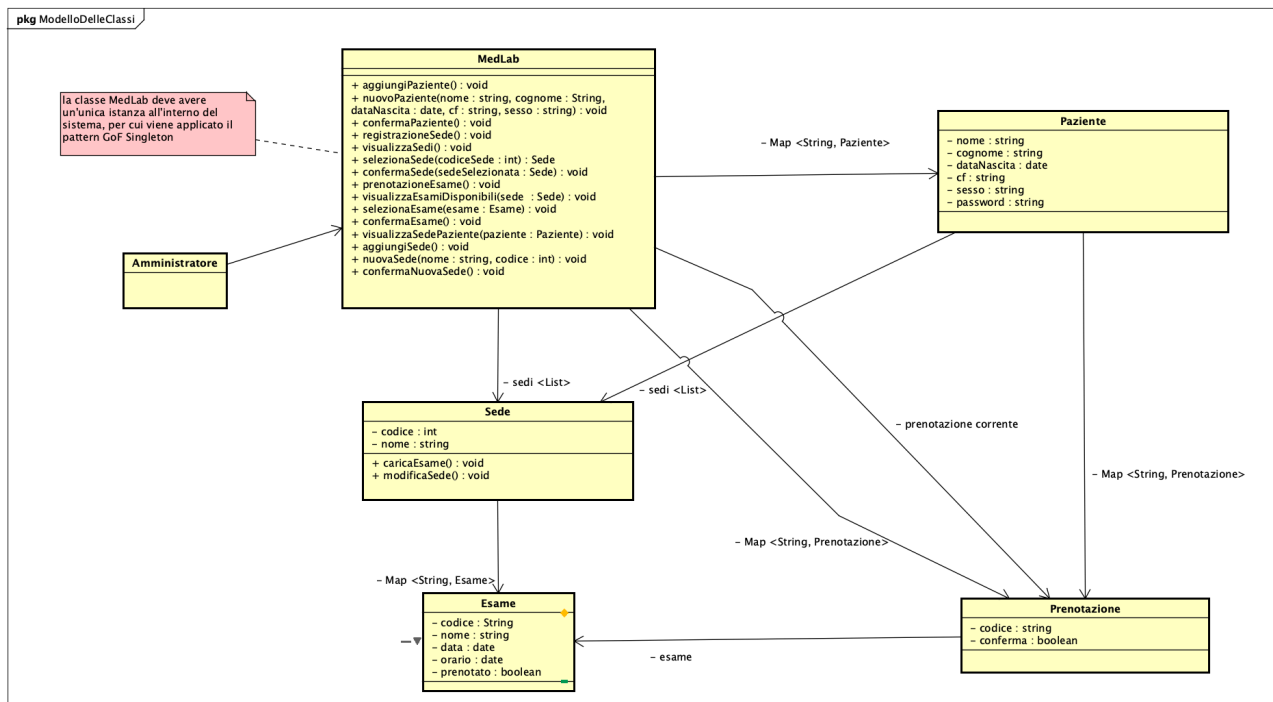 pkg ModelloDelleClassi
la classe MedLab deve avere
un'unica istanza all'interno del
sistema, per cui viene applicato il
pattern GoF Singleton
MedLab
+ aggiungiPaziente() : void
+ nuovoPaziente(nome : string, cognome : String,
dataNascita : date, cf : string, sesso : string) : void
+ confermaPaziente() : void
+ registrazioneSede() : void
+ visualizzaSedi() : void
+ selezionaSede(codiceSede : int) : Sede
+ confermaSede(sedeSelezionata : Sede) : void
+ prenotazioneEsame() : void
+ visualizzaEsamiDisponibili(sede : Sede) : void
+ selezionaEsame(esame : Esame) : void
+ confermaEsame() : void
+ visualizzaSedePaziente(paziente : Paziente) : void
+ aggiungiSede() : void
+ nuovaSede(nome : string, codice : int) : void
+ confermaNuovaSede() : void
– Map <String, Paziente>
Paziente
– nome : string
– cognome : string
– dataNascita : date
– cf : string
– sesso : string
– password : string
Amministratore
– sedi <List>
– sedi <List>
Sede
– codice : int
– nome : string
+ caricaEsame() : void
+ modificaSede() : void
– prenotazione corrente
– Map <String, Prenotazione>
– Map <String, Prenotazione>
– Map <String, Esame>
Esame
– codice : String
– nome : string
– data : date
– orario : date
– prenotato : boolean
– esame
Prenotazione
– codice : string
– conferma : boolean